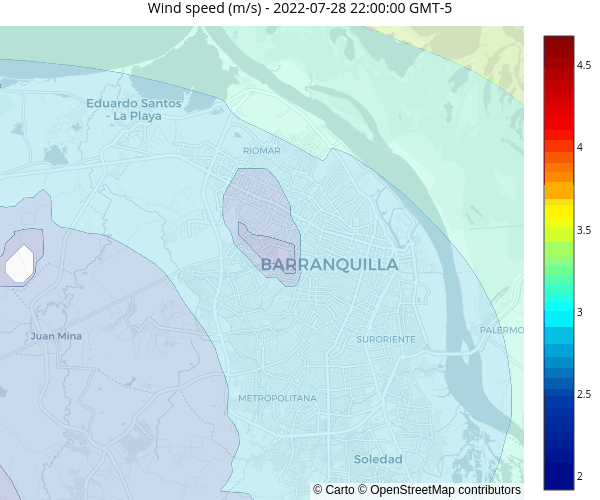 Wind speed (m/s) - 2022-07-28 22:00:00 GMT-5
Eduardo Santos
- La Playa
RIOMAR
BARRANQUILLA
Juan Mina
PALERMO
SURORIENTE
METROPOLITANA
Soledad
© Carto © OpenStreetMap contributors
4.5
4
3.5
3
2.5
2